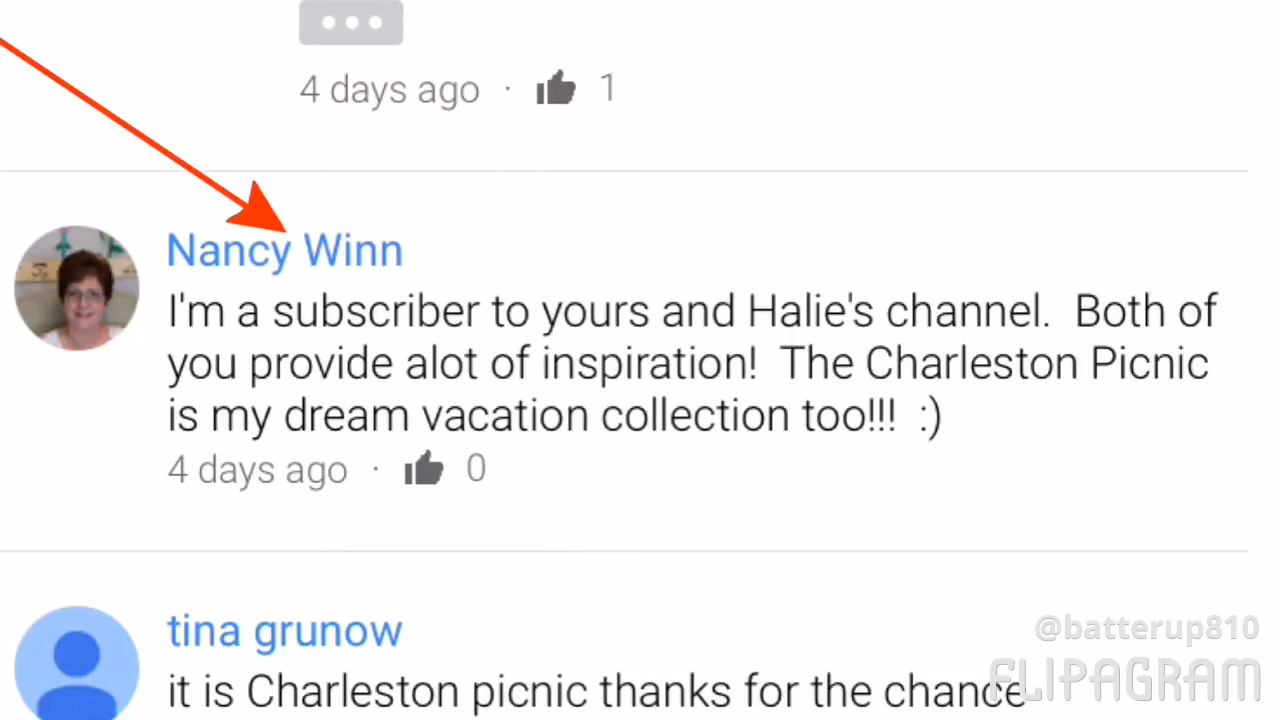 4 days ago · 1
Nancy Winn
I'm a subscriber to yours and Halie's channel.  Both of
you provide alot of inspiration!  The Charleston Picnic
is my dream vacation collection too!!!  :)
4 days ago · 0
tina grunow
it is Charleston picnic thanks for the chance
@batterup810
FLIPAGRAM